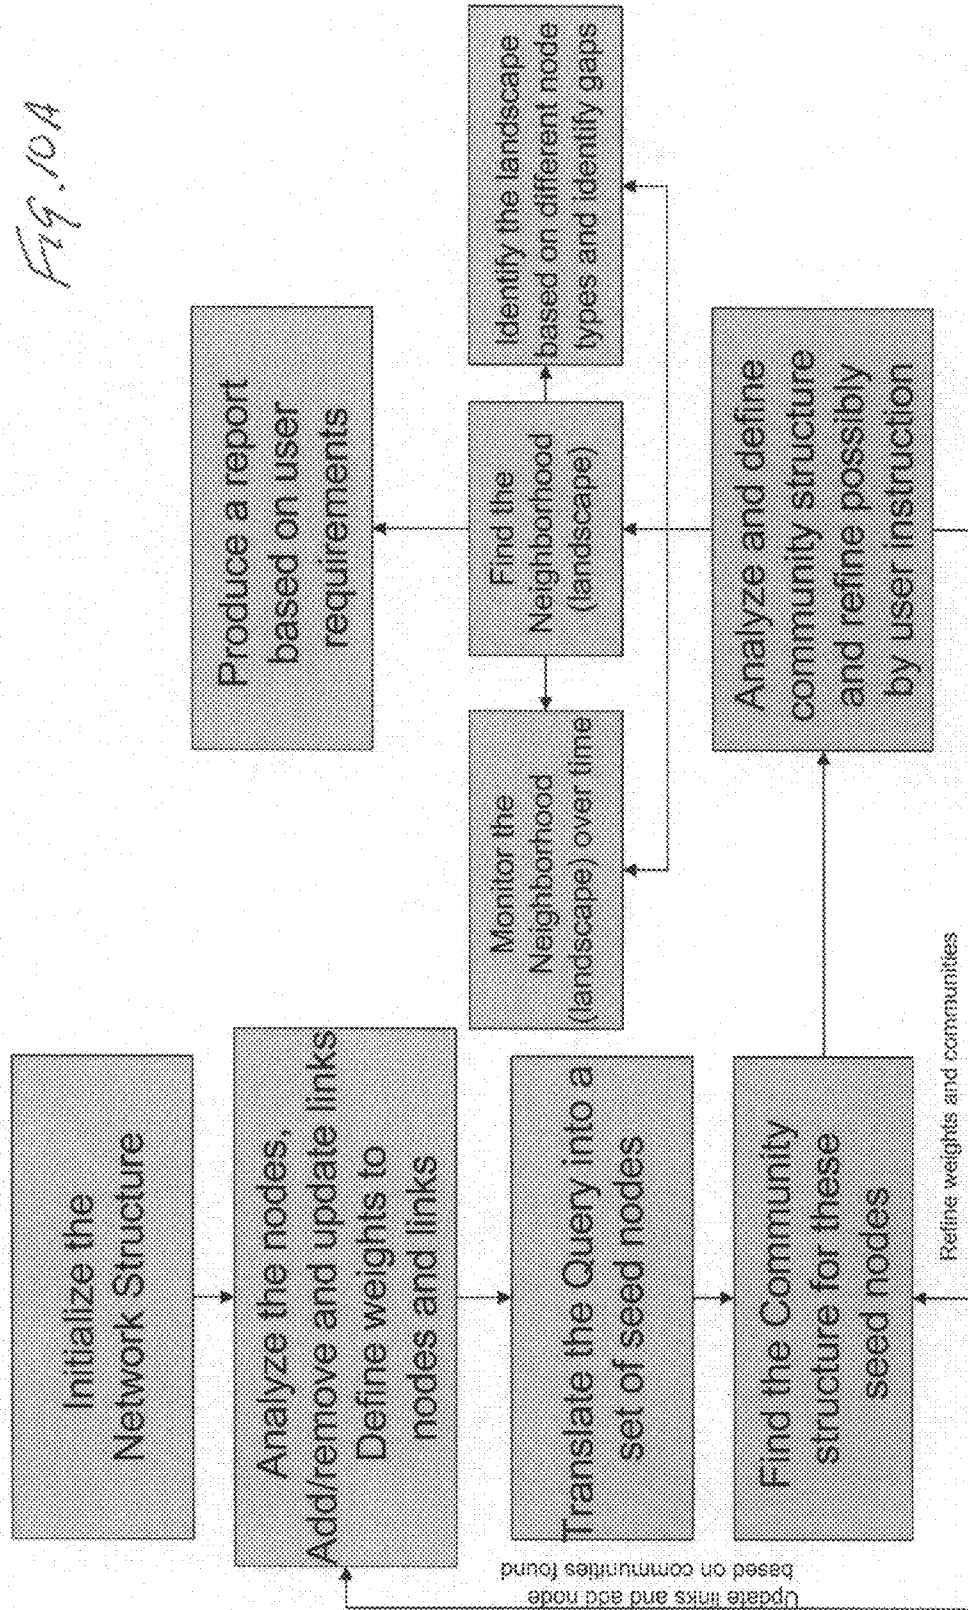 Fig. 10A
Initialize the
Network Structure
Analyze the nodes,
Add/remove and update links
Define weights to
nodes and links
Translate the Query into a
set of seed nodes
Find the Community
structure for these
seed nodes
Update links and add node
based on communities found
Refine weights and communities
Analyze and define
community structure
and refine possibly
by user instruction
Monitor the
Neighborhood
(landscape) over time
Find the
Neighborhood
(landscape)
Identify the landscape
based on different node
types and identify gaps
Produce a report
based on user
requirements